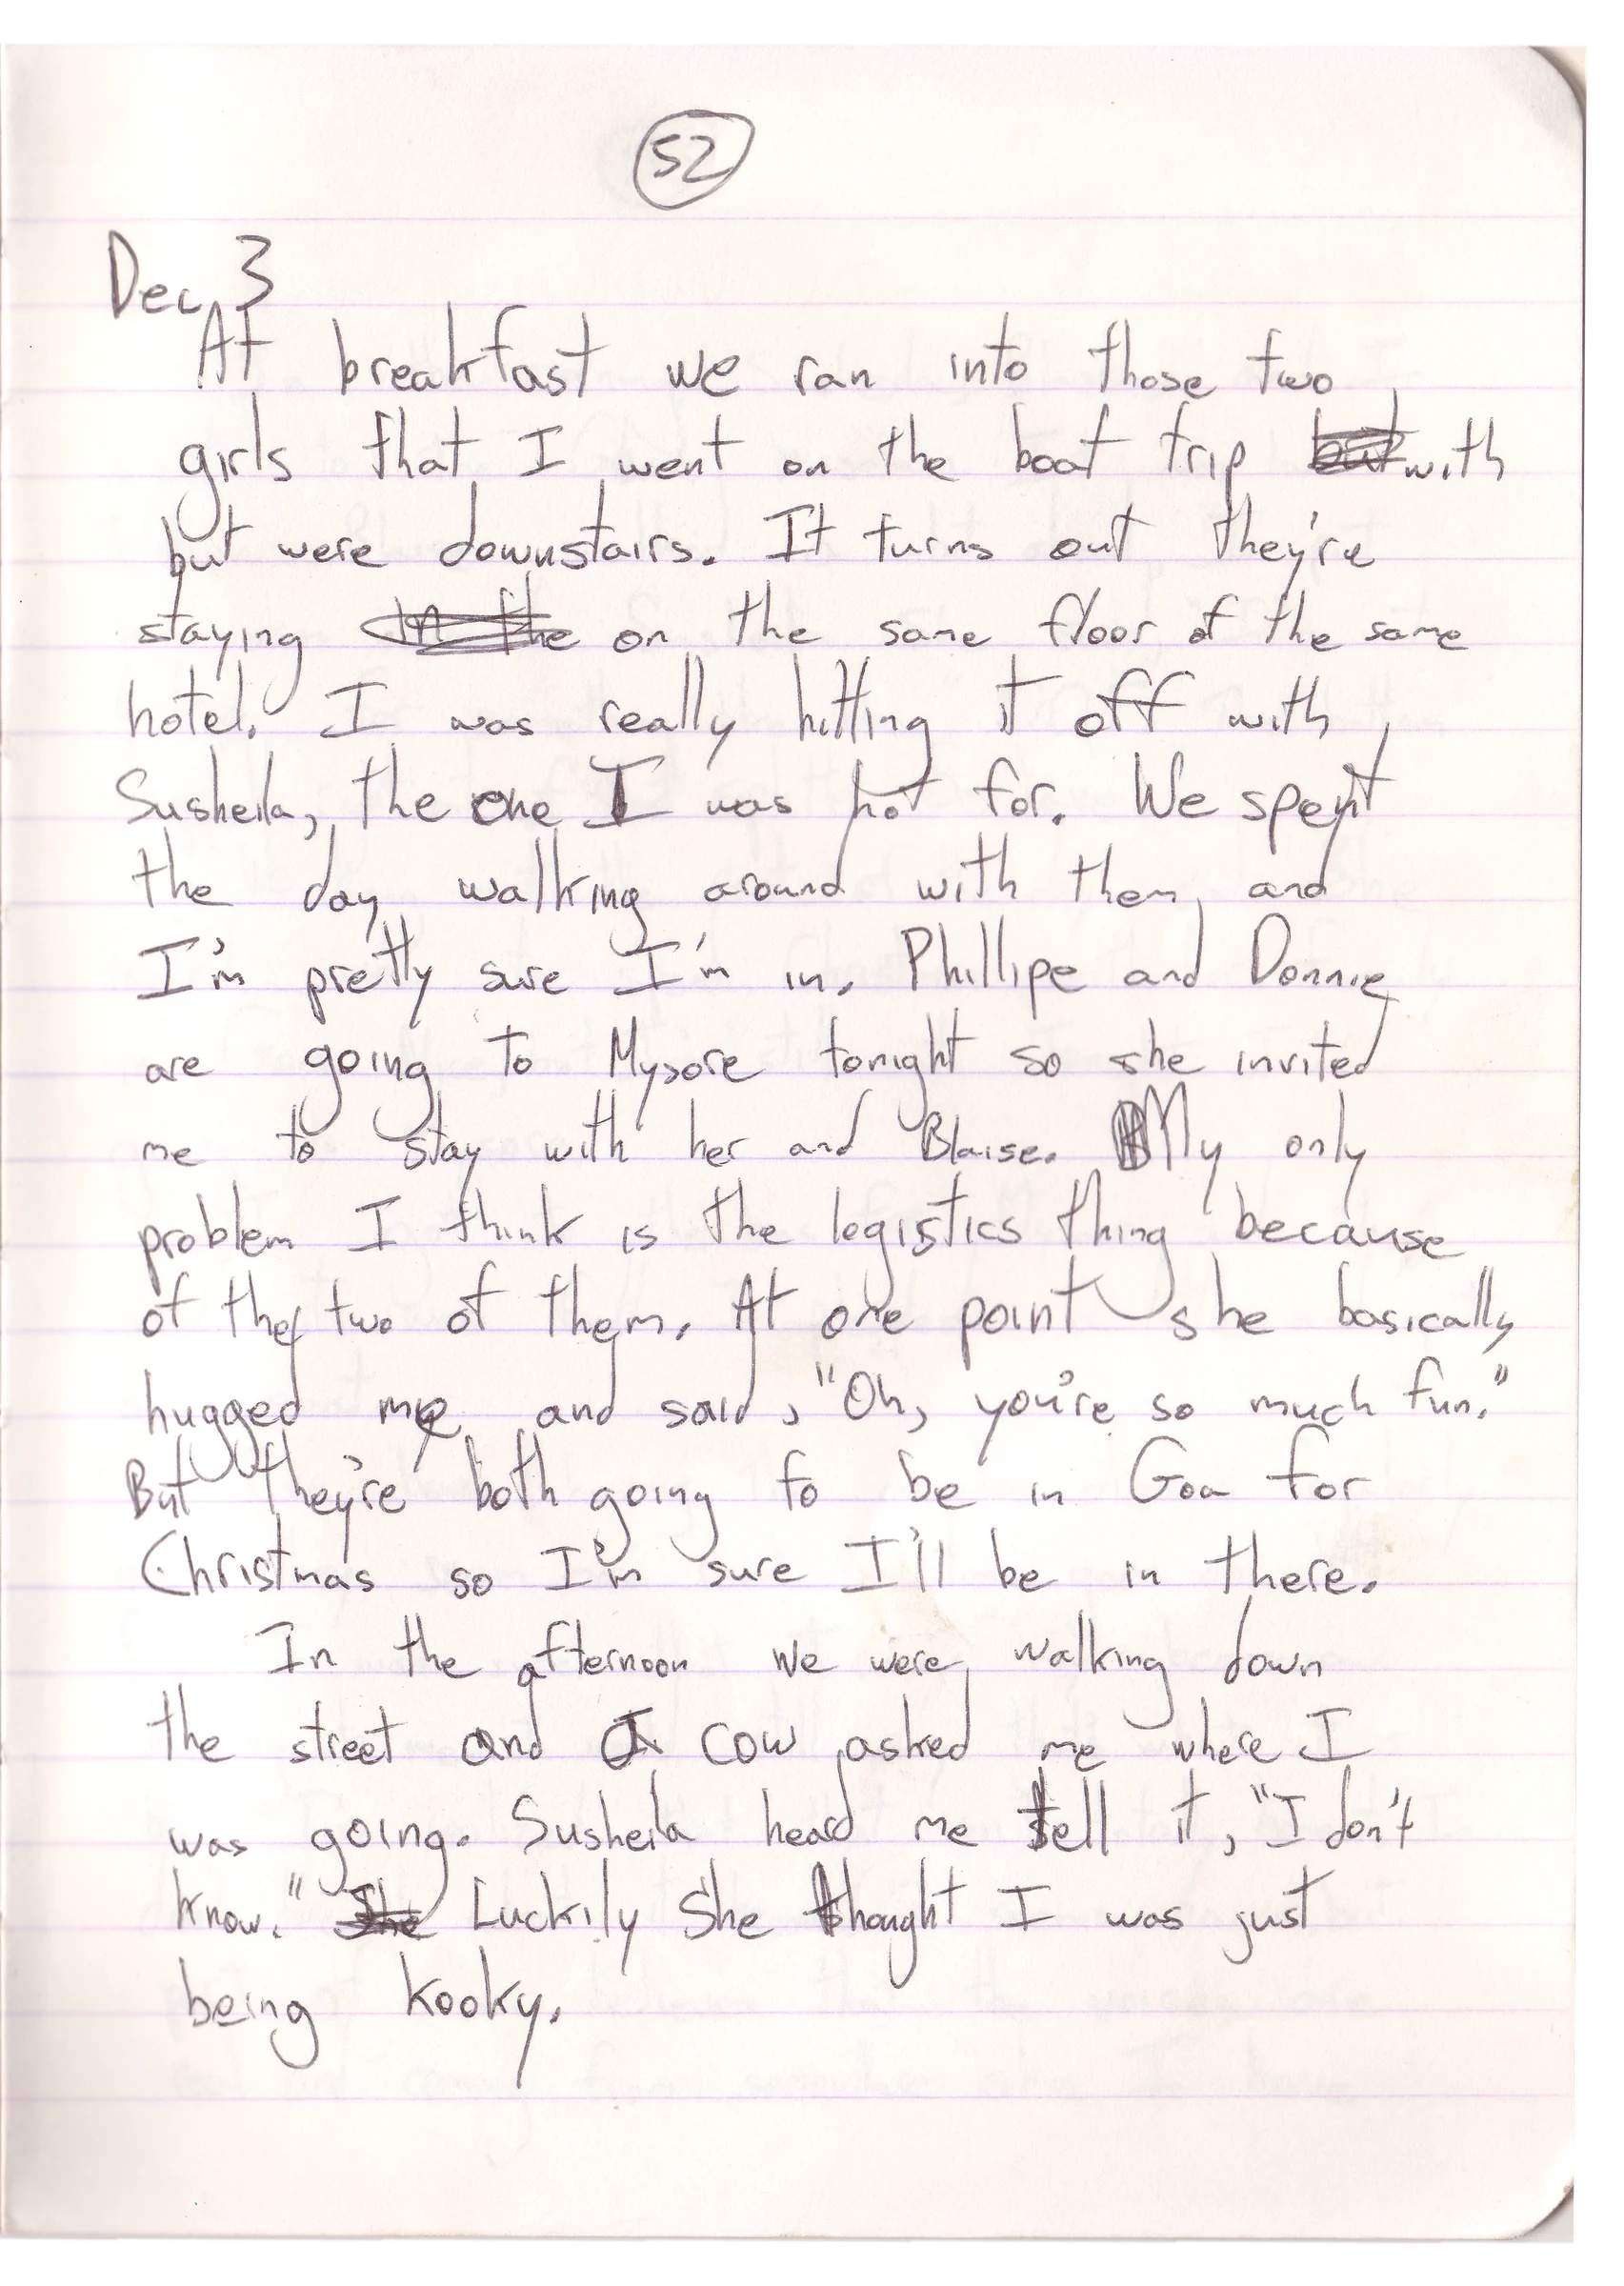 52
Dec 3
At breakfast we ran into those two
girls that I went on the boat trip but with
but were downstairs. It turns out they're
staying in the on the same floor of the same
hotel. I was really hitting it off with
Susheila, the one I was hot for. We spent
the day walking around with them and
I'm pretty sure I'm in. Phillipe and Donnie
are going to Mysore tonight so she invited
me to stay with her and Blaise. My only
problem I think is the logistics thing because
of the two of them. At one point she basically
hugged me and said, "Oh, you're so much fun."
But they're both going to be in Goa for
Christmas so I'm sure I'll be in there.
In the afternoon we were walking down
the street and a cow asked me where I
was going. Susheila heard me tell it, "I don't
know." She Luckily She thought I was just
being kooky.